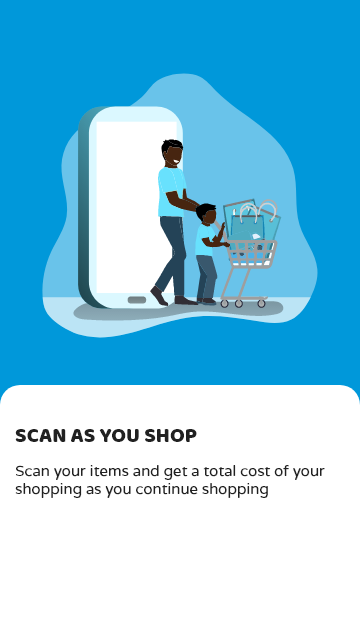 SCAN AS YOU SHOP
Scan your items and get a total cost of your
shopping as you continue shopping